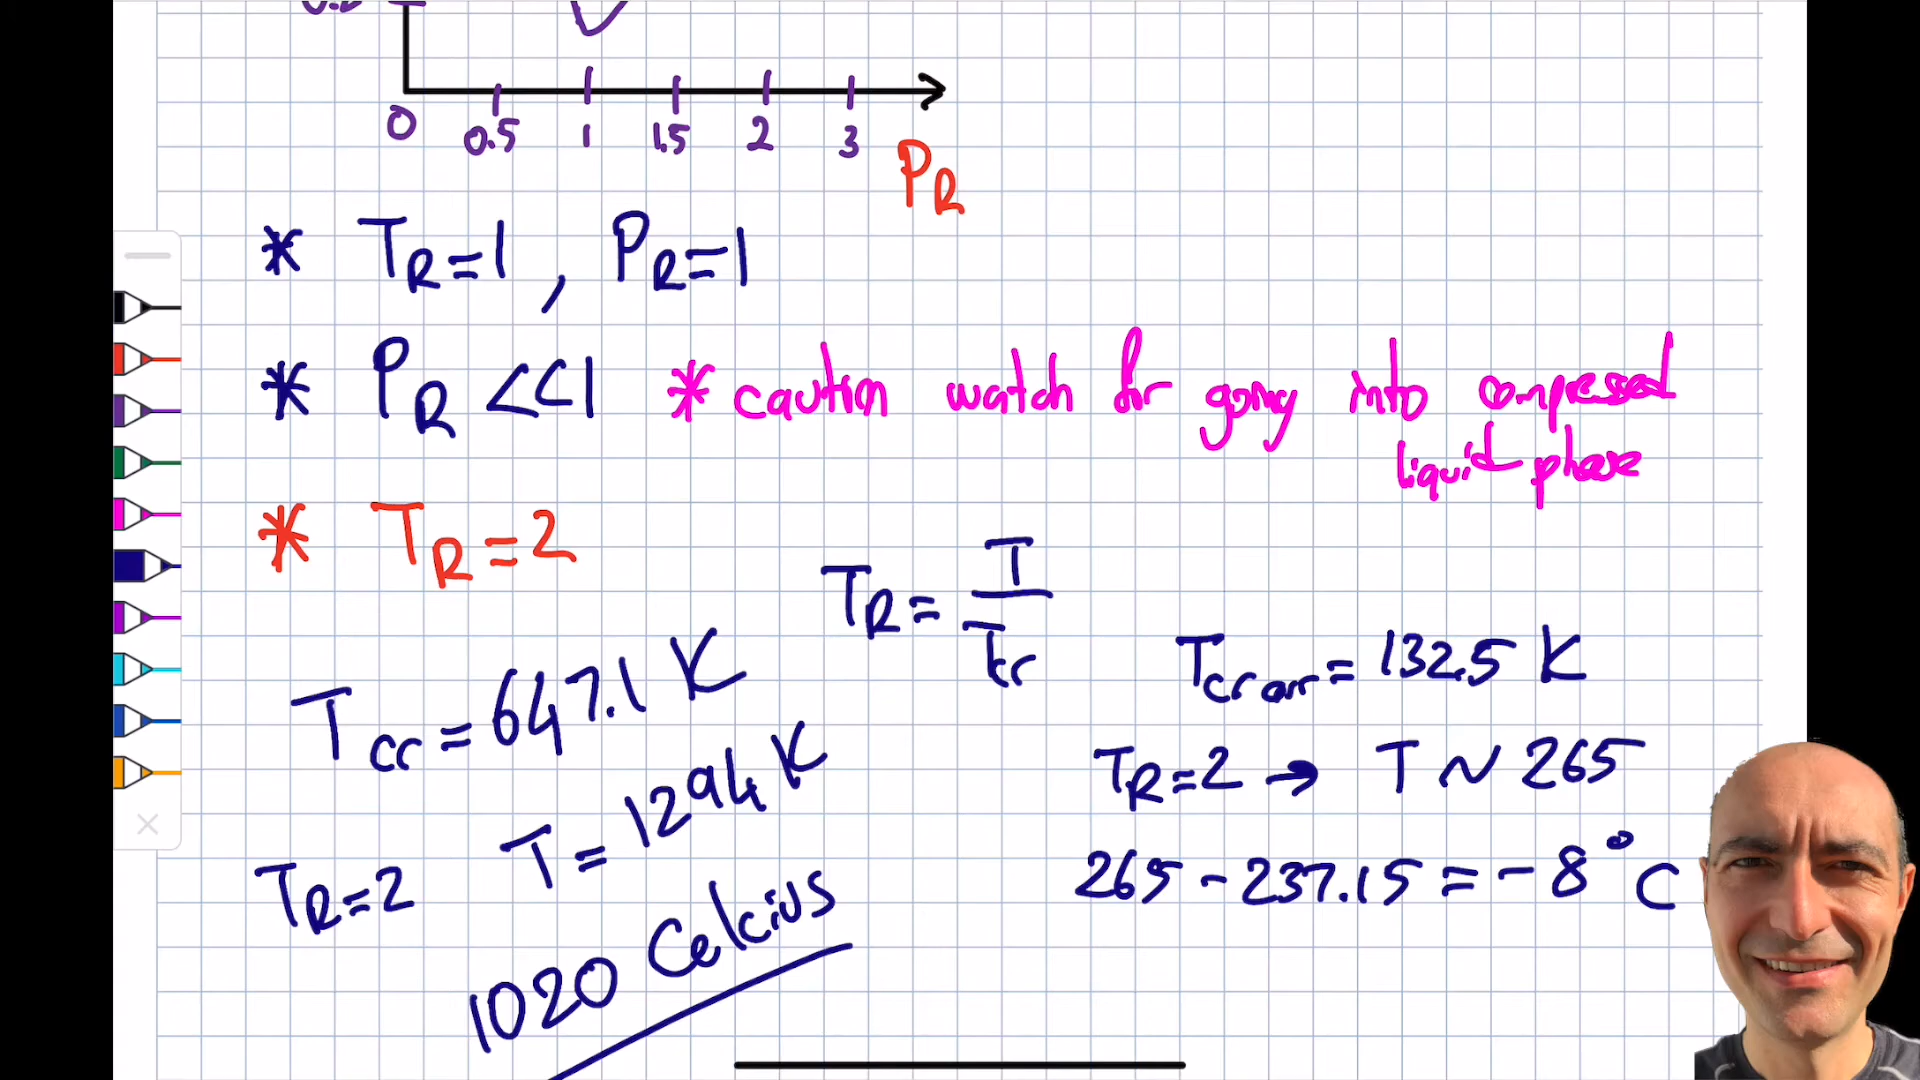 0 0.5 1 1.5 2 3
PR
* TR=1 , PR=1
* PR <<1 * caution watch for going into compressed
liquid phase
* TR=2
TR= T
Tcr
Tcr = 647.1 K
Tcr air = 132.5 K
TR=2 T= 1294 K
1020 Celcius
TR=2 → T ~ 265
265 - 237.15 = -8°C